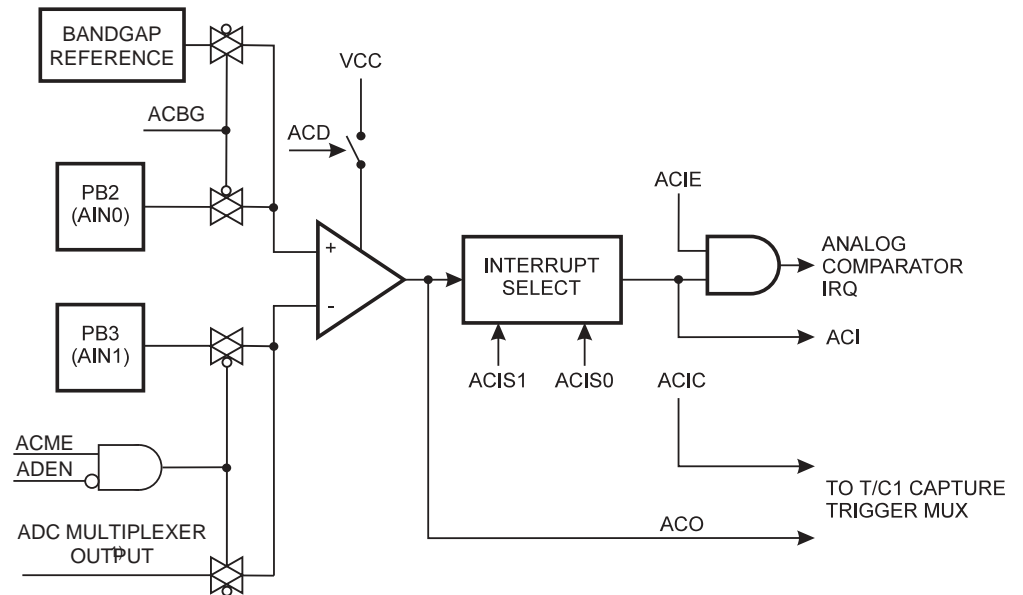 BANDGAP
REFERENCE
VCC
ACBG
ACD
PB2
(AIN0)
ACIE
+
ANALOG
COMPARATOR
IRQ
INTERRUPT
SELECT
-
PB3
(AIN1)
ACI
ACIS1
ACIS0
ACIC
ACME
ADEN
TO T/C1 CAPTURE
TRIGGER MUX
ACO
ADC MULTIPLEXER
OUTPUT
1)